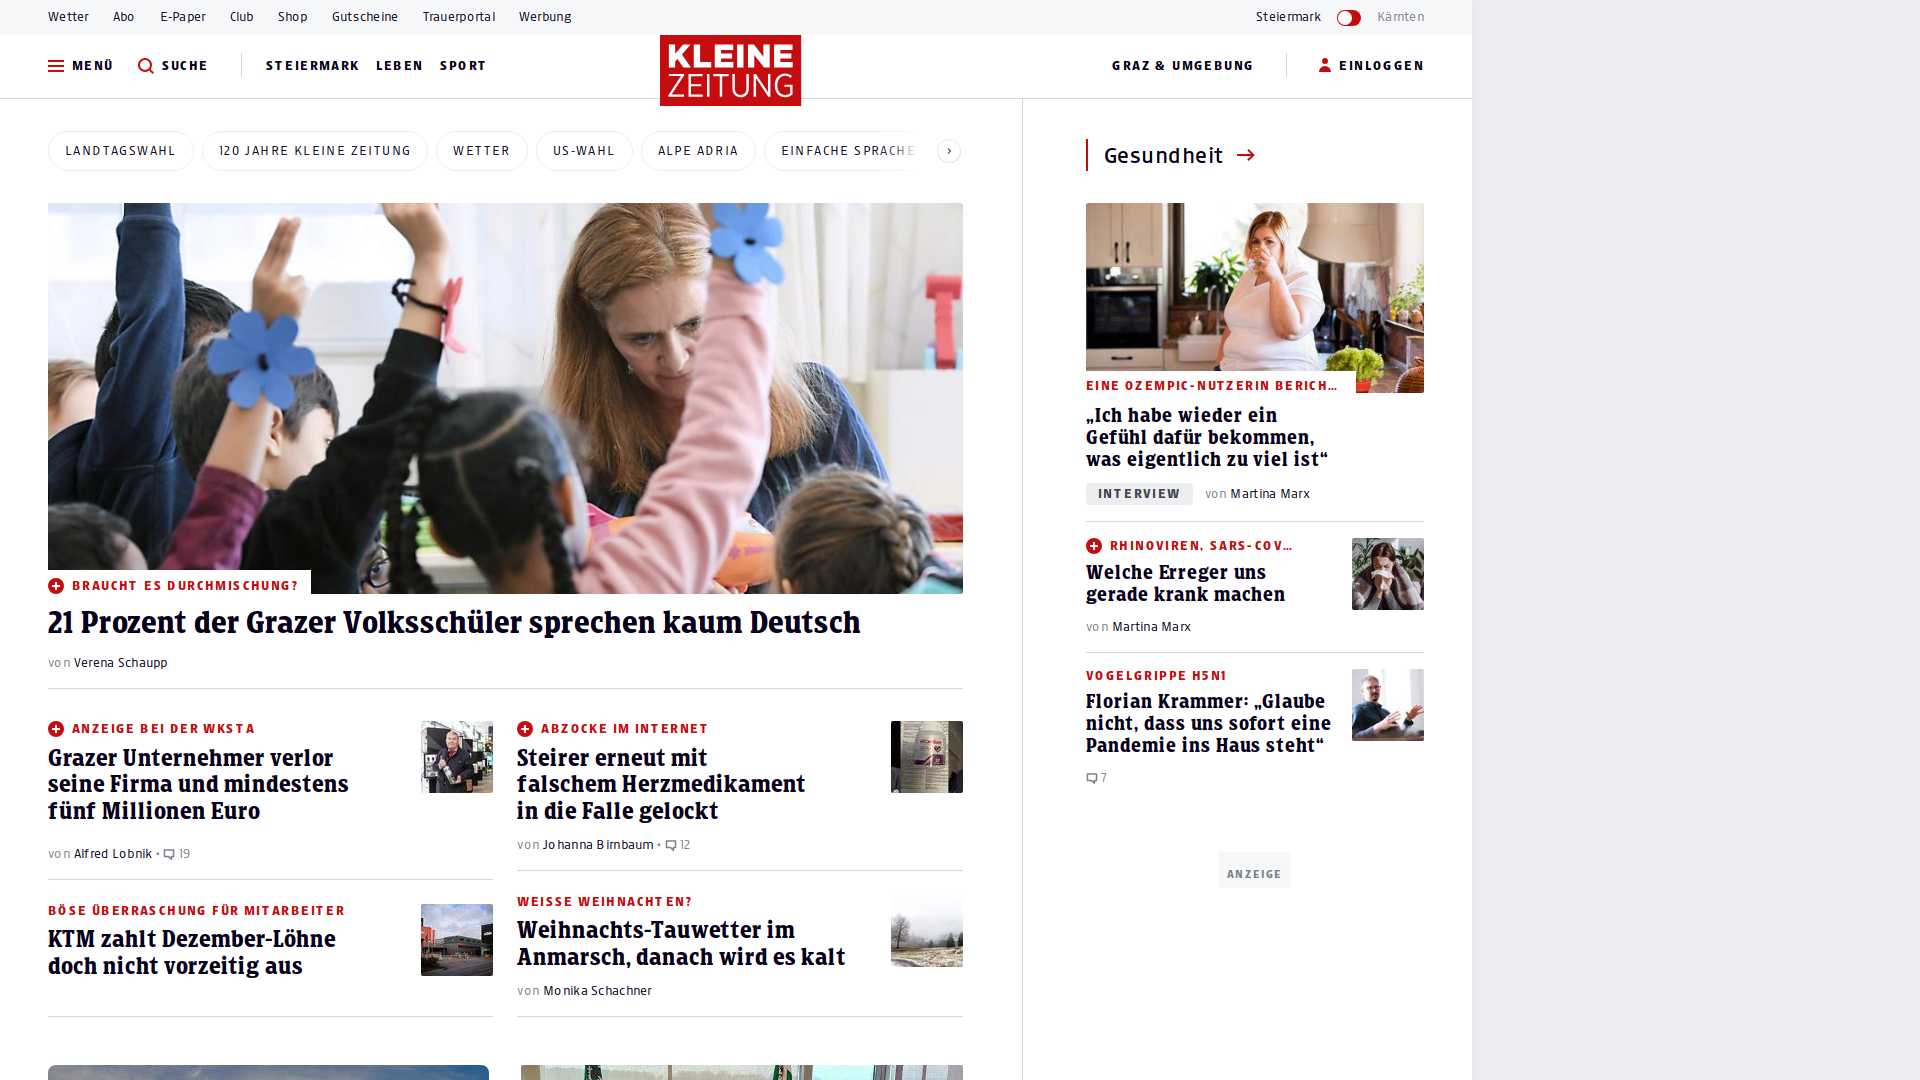 Wetter Abo E-Paper Club Shop Gutscheine Trauerportal Werbung Steiermark Kärnten
MENÜ SUCHE STEIERMARK LEBEN SPORT KLEINE ZEITUNG GRAZ & UMGEBUNG EINLOGGEN
LANDTAGSWAHL 120 JAHRE KLEINE ZEITUNG WETTER US-WAHL ALPE ADRIA EINFACHE SPRACHE
BRAUCHT ES DURCHMISCHUNG?
21 Prozent der Grazer Volksschüler sprechen kaum Deutsch
von Verena Schaupp
ANZEIGE BEI DER WKSTA
Grazer Unternehmer verlor
seine Firma und mindestens
fünf Millionen Euro
von Alfred Lobnik • 19
ABZOCKE IM INTERNET
Steirer erneut mit
falschem Herzmedikament
in die Falle gelockt
von Johanna Birnbaum • 12
BÖSE ÜBERRASCHUNG FÜR MITARBEITER
KTM zahlt Dezember-Löhne
doch nicht vorzeitig aus
WEISSE WEIHNACHTEN?
Weihnachts-Tauwetter im
Anmarsch, danach wird es kalt
von Monika Schachner
Gesundheit
EINE OZEMPIC-NUTZERIN BERICH...
„Ich habe wieder ein
Gefühl dafür bekommen,
was eigentlich zu viel ist“
INTERVIEW von Martina Marx
RHINOVIREN, SARS-COV...
Welche Erreger uns
gerade krank machen
von Martina Marx
VOGELGRIPPE H5N1
Florian Krammer: „Glaube
nicht, dass uns sofort eine
Pandemie ins Haus steht“
7
ANZEIGE